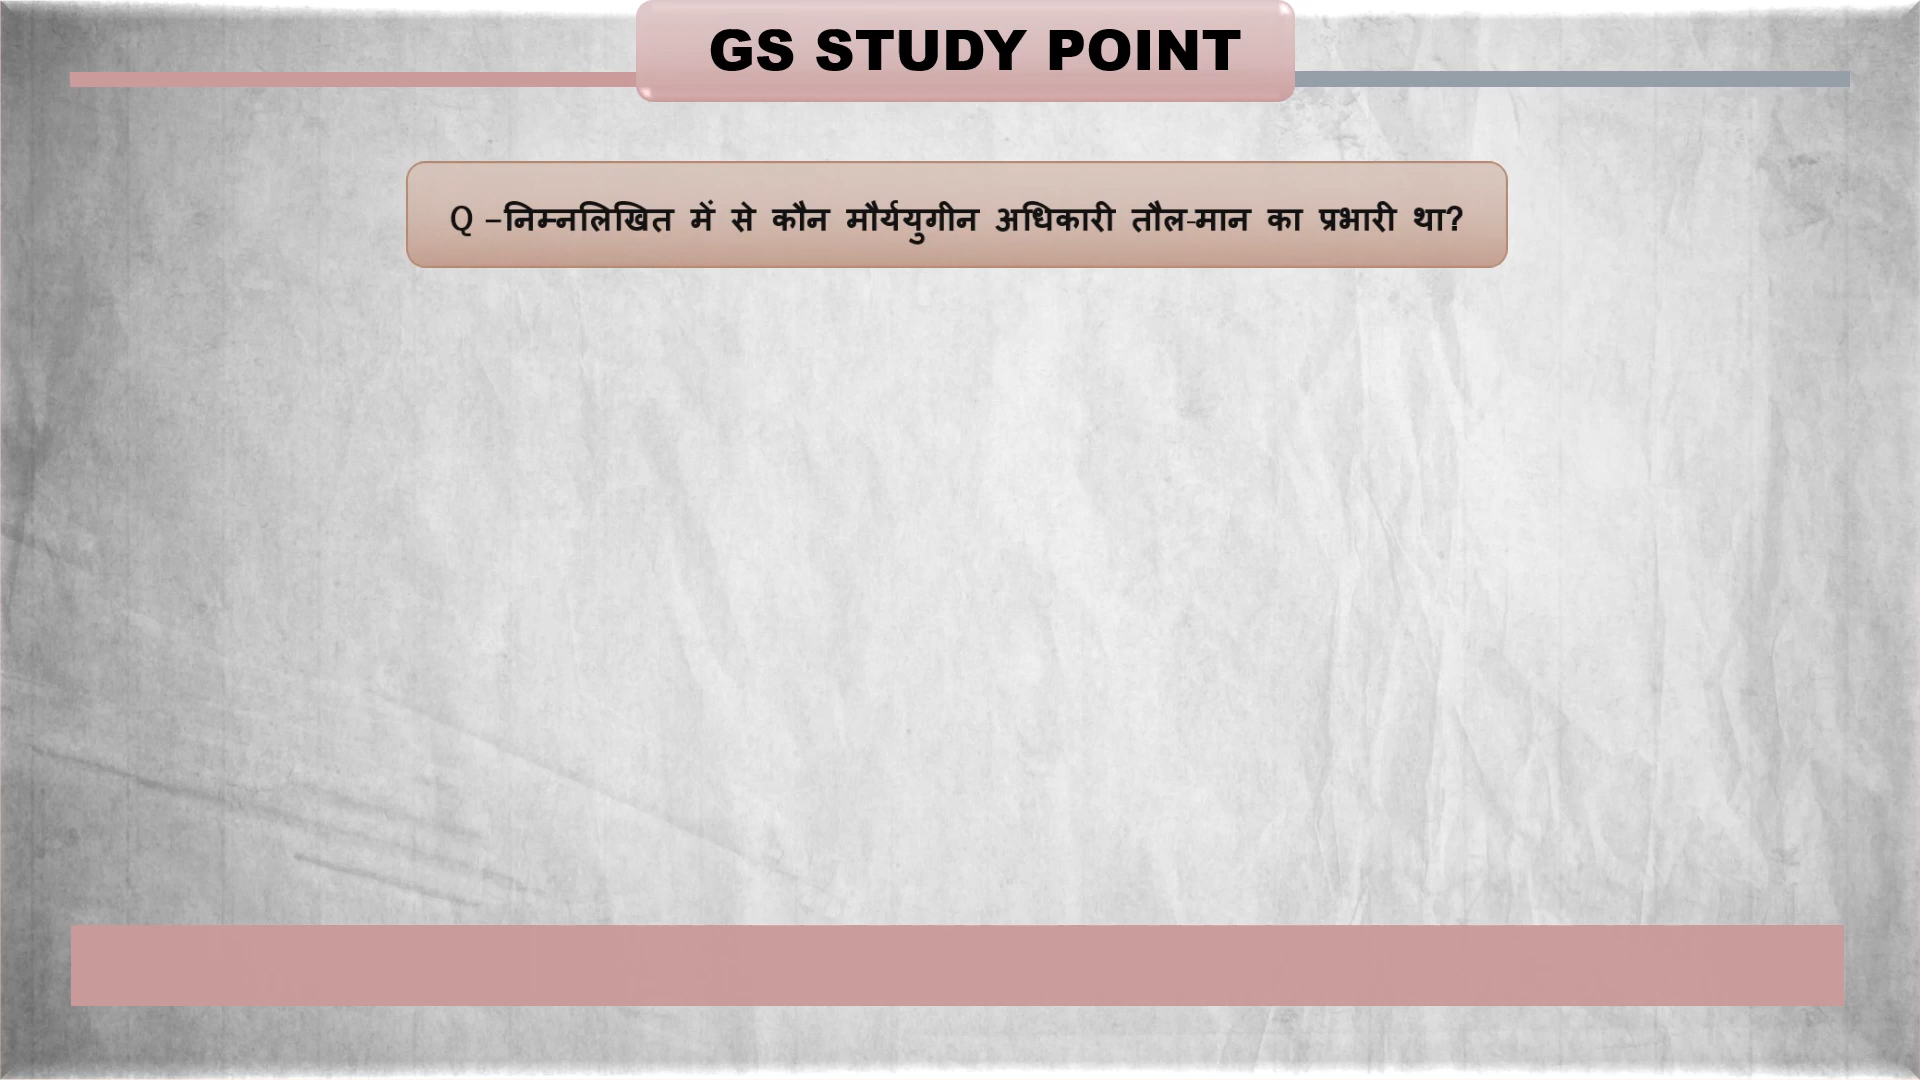 GS STUDY POINT
Q –निम्नलिखित में से कौन मौर्ययुगीन अधिकारी तौल-मान का प्रभारी था?